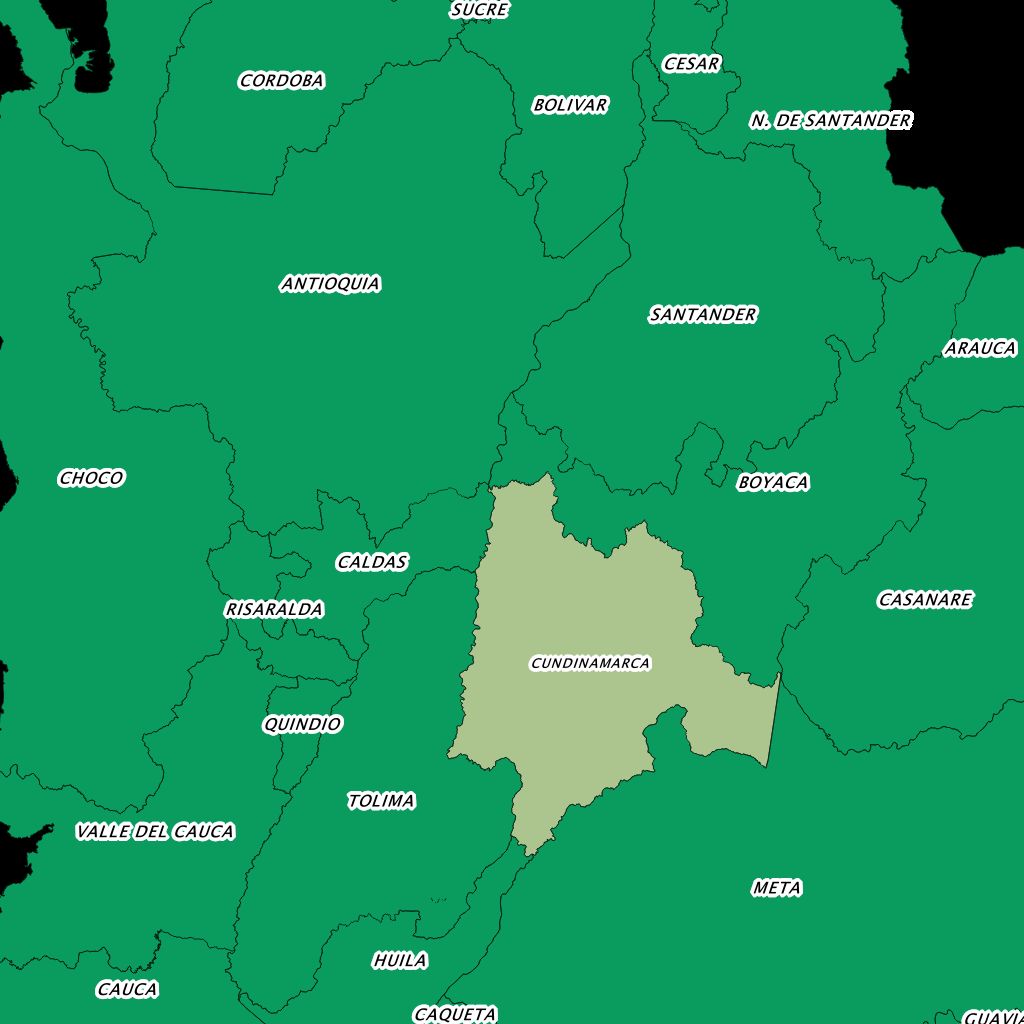 SUCRE
CESAR
CORDOBA
BOLIVAR
N. DE SANTANDER
ANTIOQUIA
SANTANDER
ARAUCA
CHOCO
BOYACA
CALDAS
CASANARE
RISARALDA
CUNDINAMARCA
QUINDIO
TOLIMA
VALLE DEL CAUCA
META
HUILA
CAUCA
CAQUETA
GUAVIA